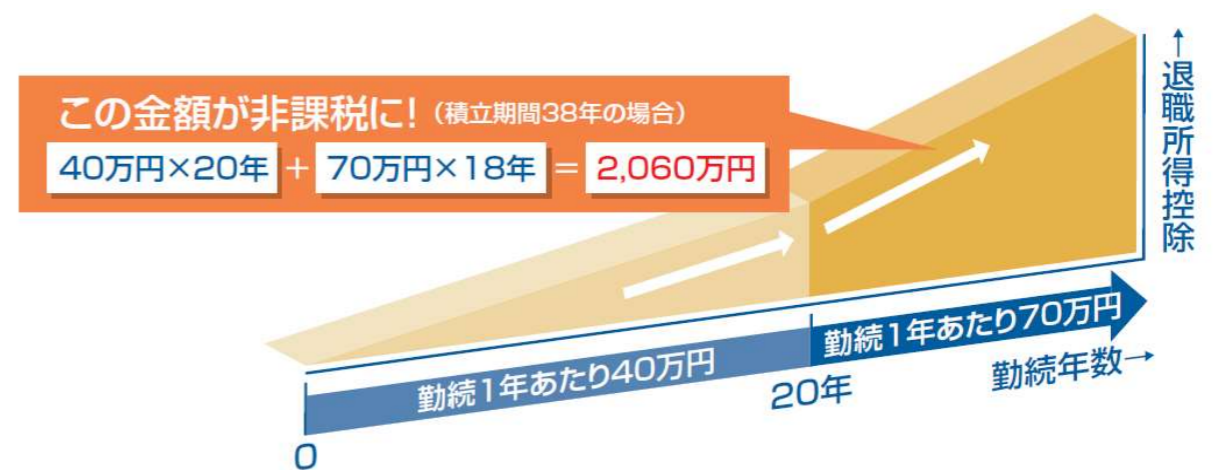 この金額が非課税に!(積立期間38年の場合)
40万円×20年 + 70万円×18年 = 2,060万円
↑退職所得控除
勤続1年あたり40万円
勤続1年あたり70万円
0
20年
勤続年数→